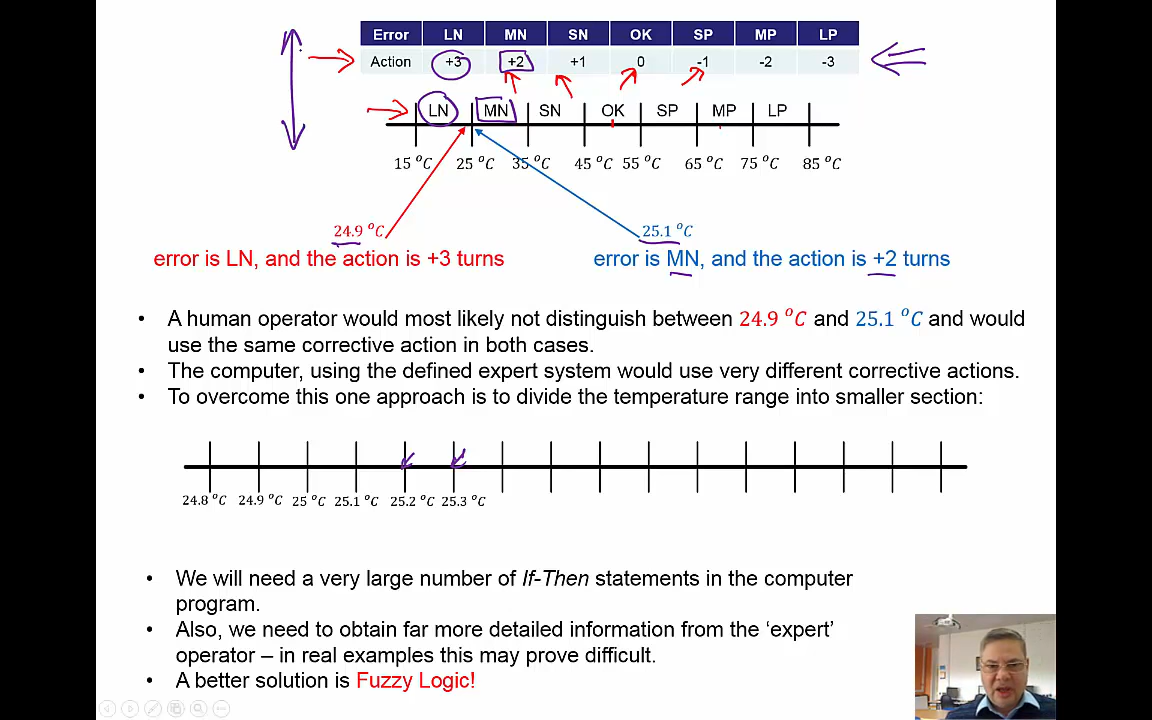 Error LN MN SN OK SP MP LP
Action +3 +2 +1 0 -1 -2 -3
LN MN SN OK SP MP LP
15 °C 25 °C 35 °C 45 °C 55 °C 65 °C 75 °C 85 °C
24.9 °C 25.1 °C
error is LN, and the action is +3 turns error is MN, and the action is +2 turns
• A human operator would most likely not distinguish between 24.9 °C and 25.1 °C and would
use the same corrective action in both cases.
• The computer, using the defined expert system would use very different corrective actions.
• To overcome this one approach is to divide the temperature range into smaller section:
24.8 °C 24.9 °C 25 °C 25.1 °C 25.2 °C 25.3 °C
• We will need a very large number of If-Then statements in the computer
program.
• Also, we need to obtain far more detailed information from the ‘expert’
operator – in real examples this may prove difficult.
• A better solution is Fuzzy Logic!